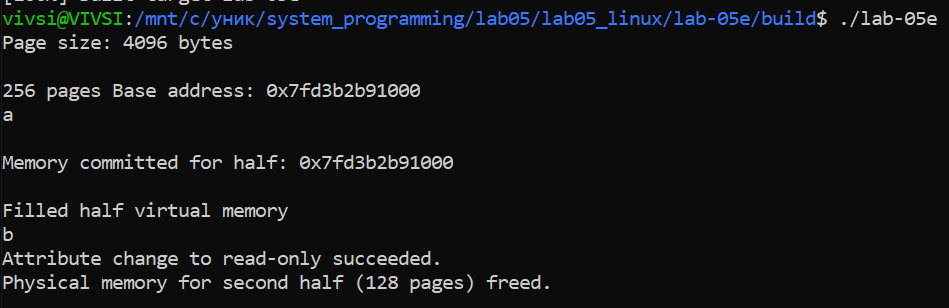 vivsi@VIVSI:/mnt/c/уник/system_programming/lab05/lab05_linux/lab-05e/build$ ./lab-05e
Page size: 4096 bytes
256 pages Base address: 0x7fd3b2b91000
a
Memory committed for half: 0x7fd3b2b91000
Filled half virtual memory
b
Attribute change to read-only succeeded.
Physical memory for second half (128 pages) freed.